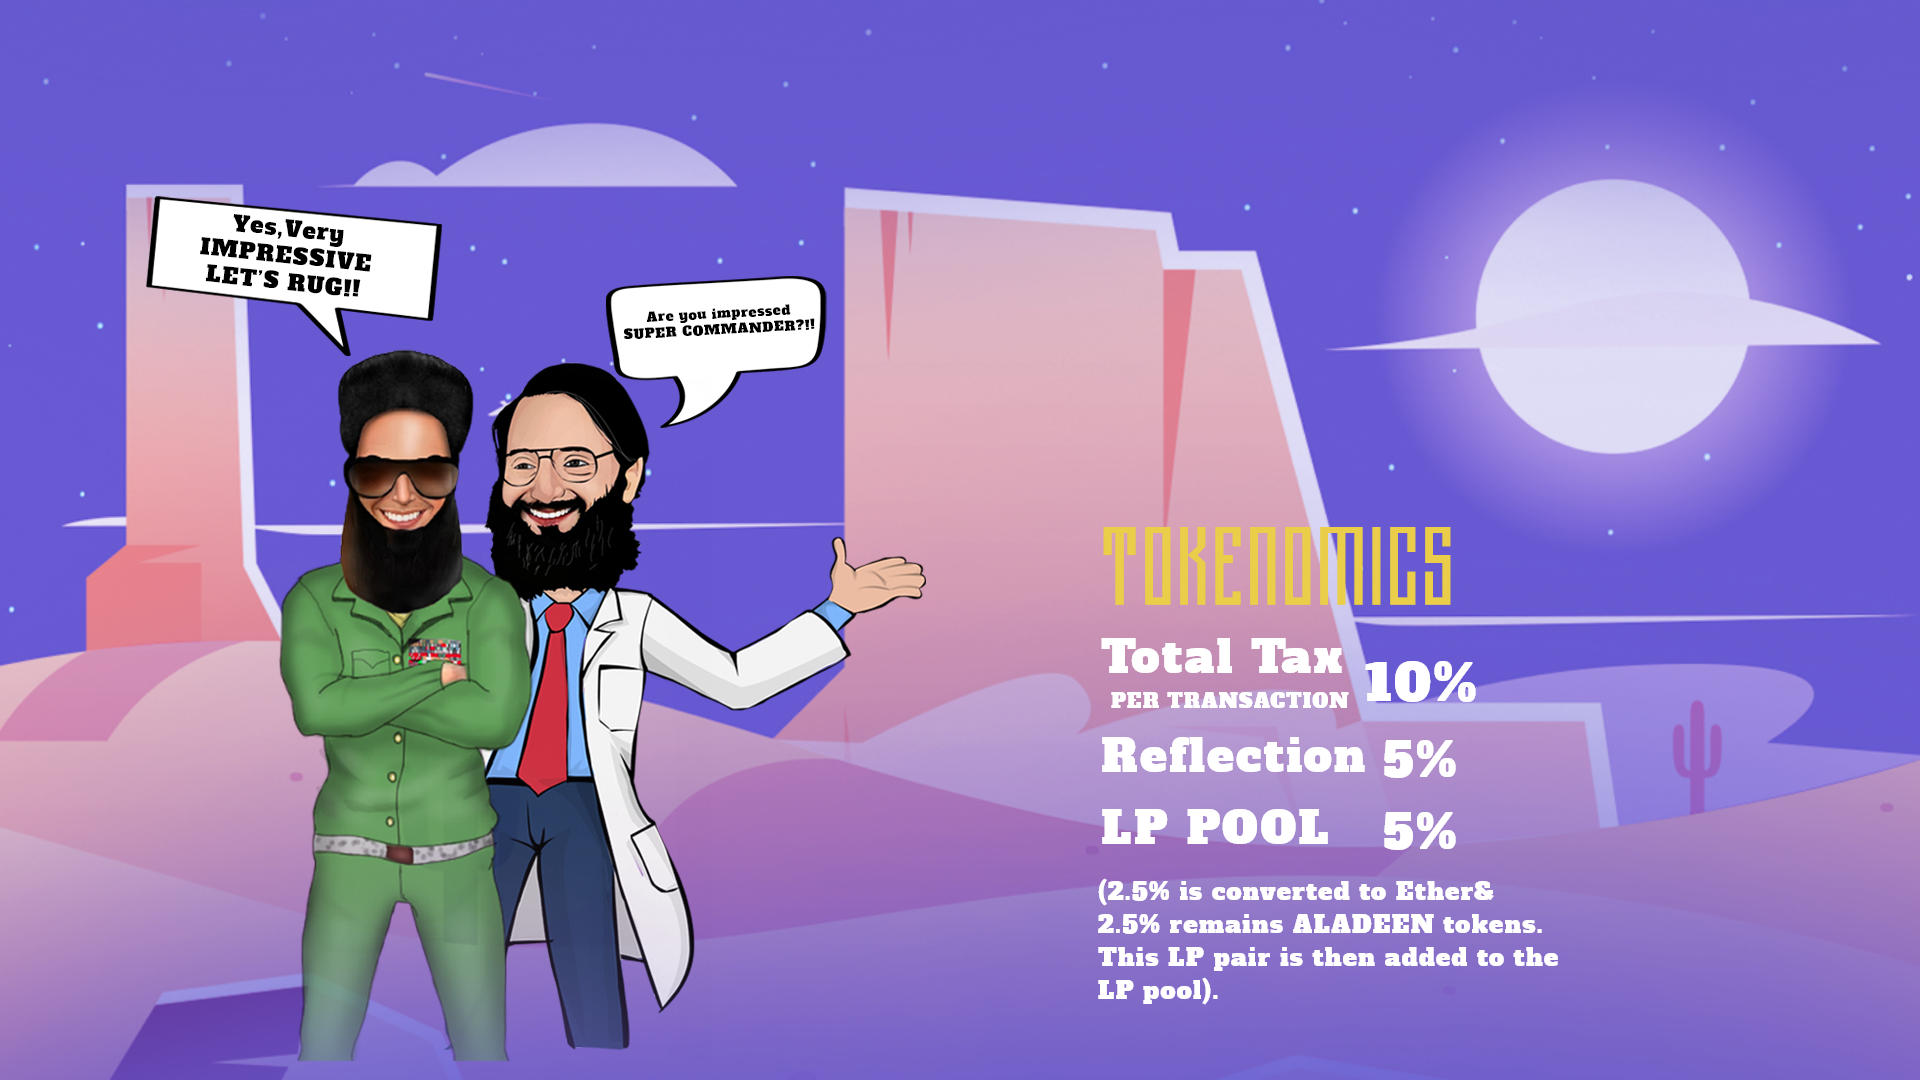 Yes,Very
IMPRESSIVE
LET'S RUG!!
Are you impressed
SUPER COMMANDER?!!
TOKENOMICS
Total Tax
PER TRANSACTION 10%
Reflection 5%
LP POOL 5%
(2.5% is converted to Ether&
2.5% remains ALADEEN tokens.
This LP pair is then added to the
LP pool).